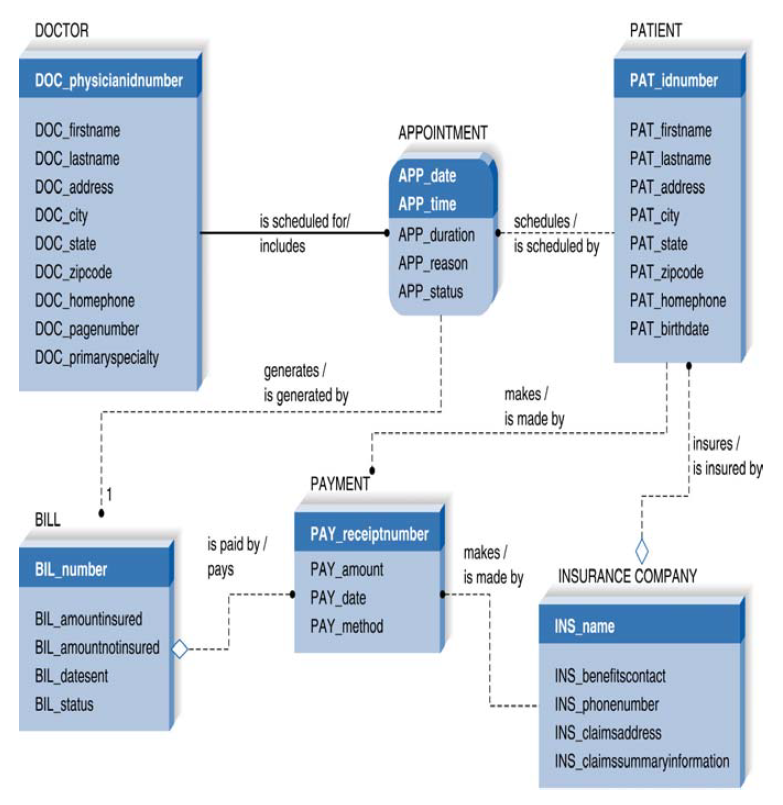 DOCTOR
DOC_physicianidnumber
DOC_firstname
DOC_lastname
DOC_address
DOC_city
DOC_state
DOC_zipcode
DOC_homephone
DOC_pagenumber
DOC_primaryspecialty
is scheduled for/
includes
APPOINTMENT
APP_date
APP_time
APP_duration
APP_reason
APP_status
schedules /
is scheduled by
PATIENT
PAT_idnumber
PAT_firstname
PAT_lastname
PAT_address
PAT_city
PAT_state
PAT_zipcode
PAT_homephone
PAT_birthdate
generates /
is generated by
makes /
is made by
insures /
is insured by
1
BILL
BIL_number
BIL_amountinsured
BIL_amountnotinsured
BIL_datesent
BIL_status
is paid by /
pays
PAYMENT
PAY_receiptnumber
PAY_amount
PAY_date
PAY_method
makes /
is made by
INSURANCE COMPANY
INS_name
INS_benefitscontact
INS_phonenumber
INS_claimsaddress
INS_claimssummaryinformation